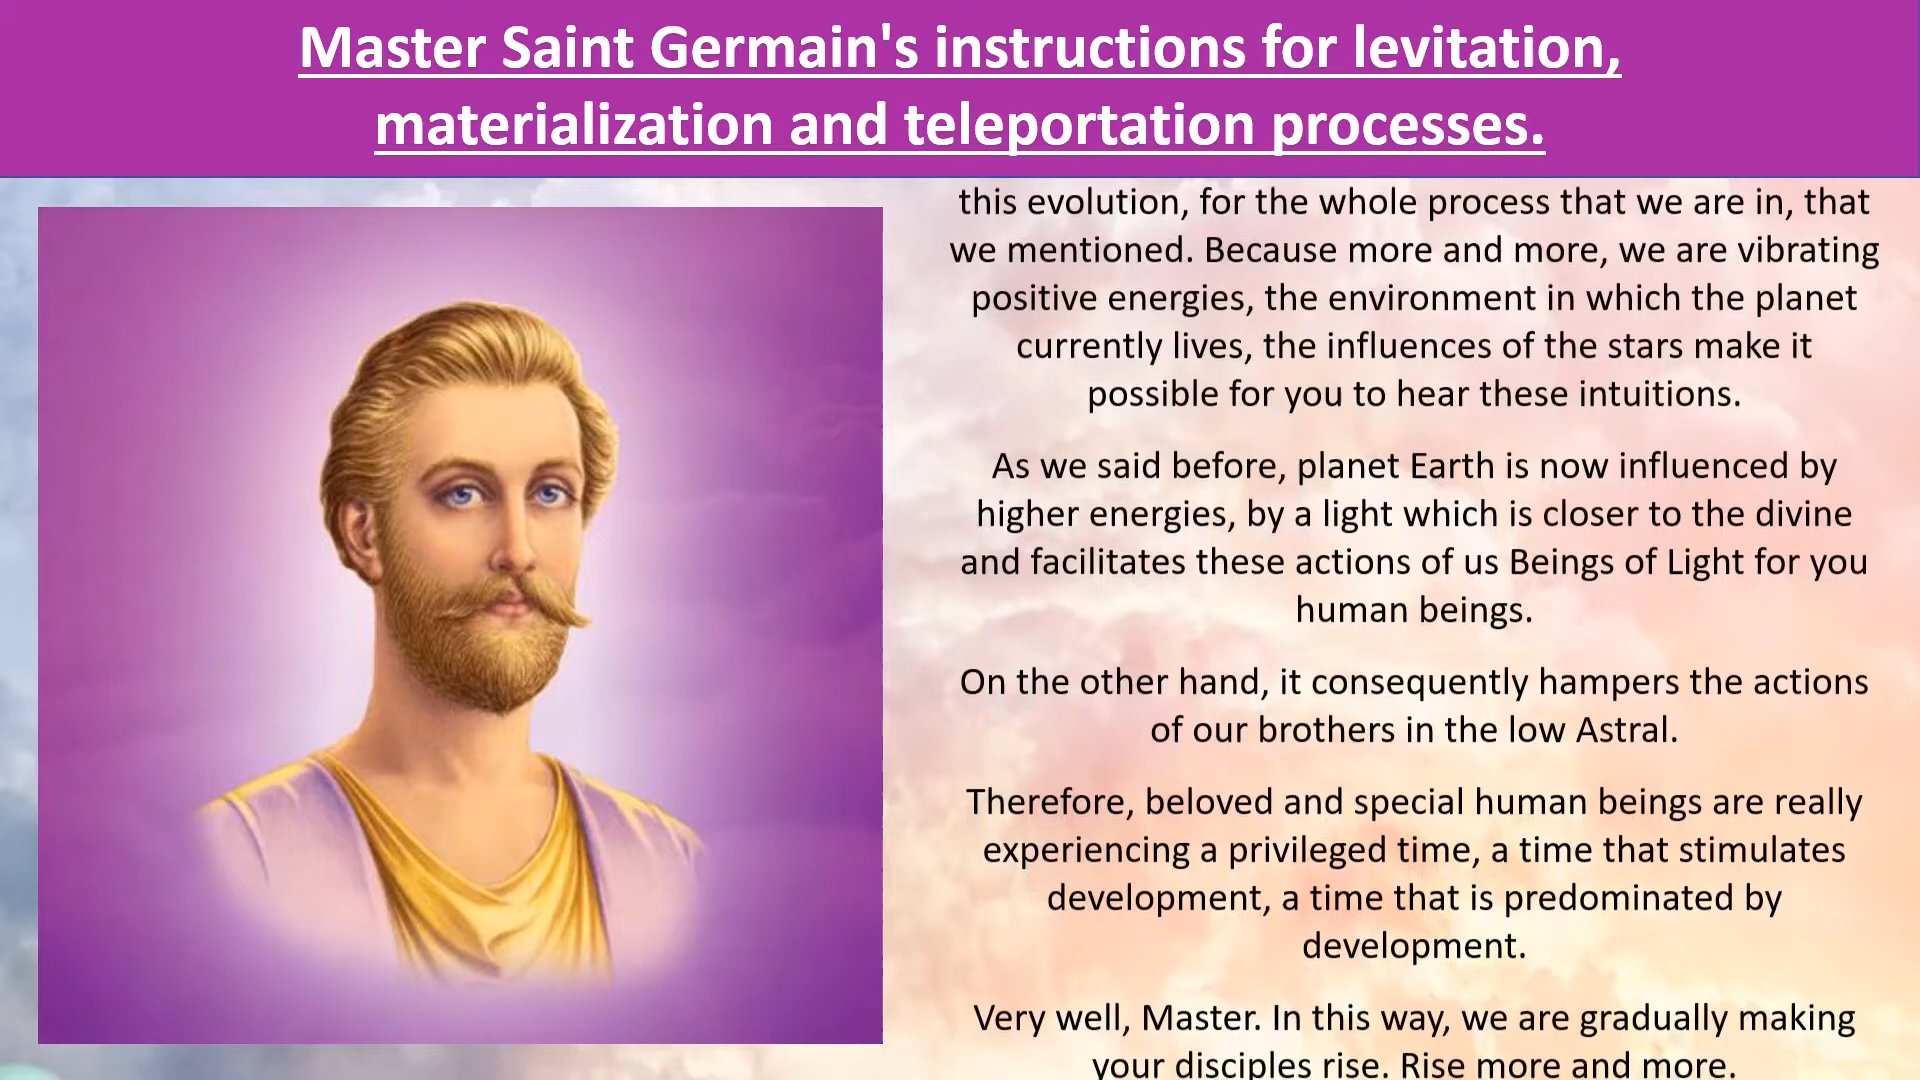 Master Saint Germain's instructions for levitation,
materialization and teleportation processes.
this evolution, for the whole process that we are in, that
we mentioned. Because more and more, we are vibrating
positive energies, the environment in which the planet
currently lives, the influences of the stars make it
possible for you to hear these intuitions.
As we said before, planet Earth is now influenced by
higher energies, by a light which is closer to the divine
and facilitates these actions of us Beings of Light for you
human beings.
On the other hand, it consequently hampers the actions
of our brothers in the low Astral.
Therefore, beloved and special human beings are really
experiencing a privileged time, a time that stimulates
development, a time that is predominated by
development.
Very well, Master. In this way, we are gradually making
your disciples rise. Rise more and more.